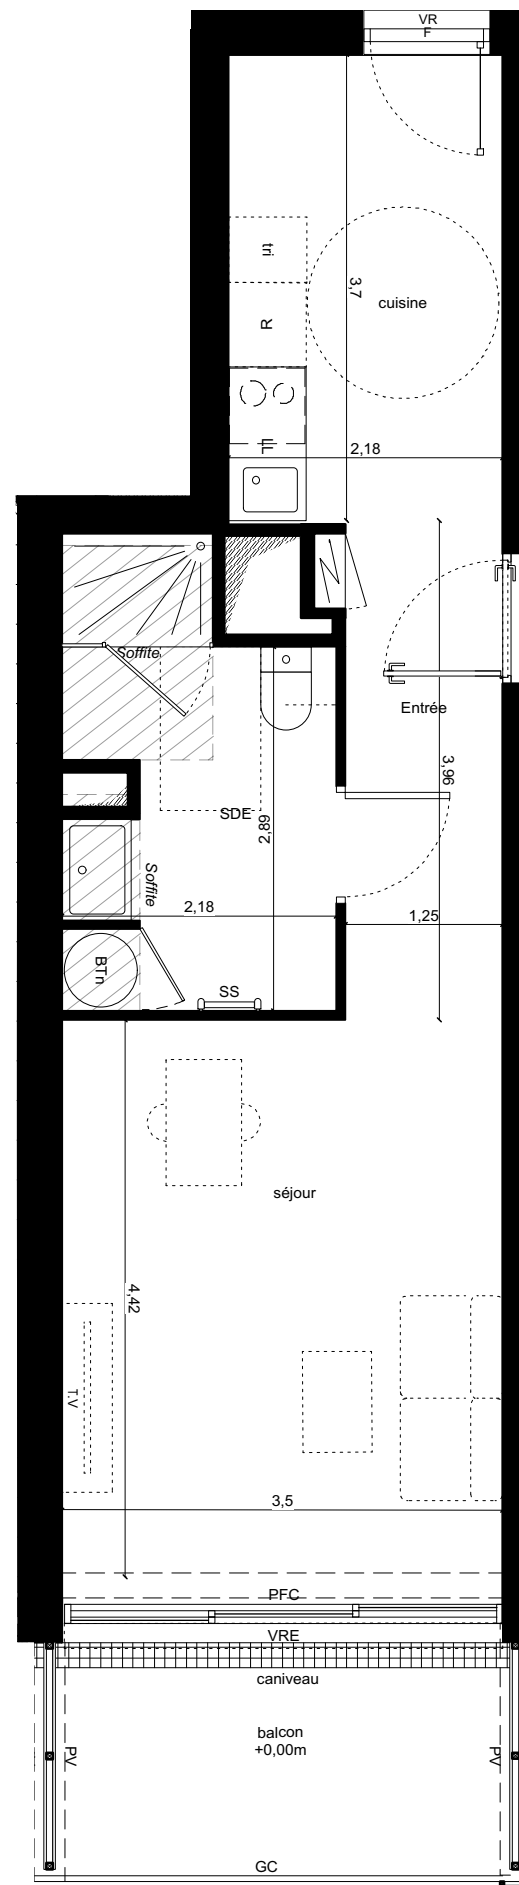 VR
F
tri
3,7
cuisine
R
LL
2,18
Soffite
Entrée
3,96
SDE
2,89
Soffite
2,18
1,25
BTn
SS
séjour
4,42
T.V
3,5
PFC
VRE
caniveau
balcon
+0,00m
PV
PV
GC